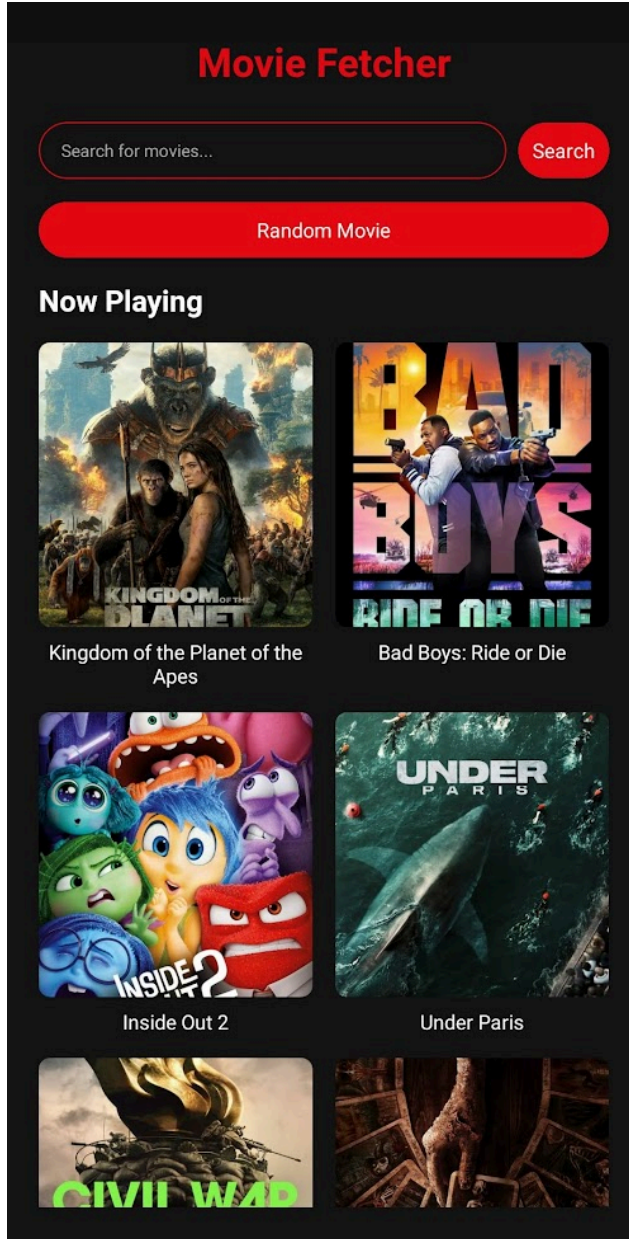 Movie Fetcher
Search for movies...
Search
Random Movie
Now Playing
KINGDOM OF THE
PLANET
BAD
BOYS
RIDE OR DIE
Kingdom of the Planet of the
Apes
Bad Boys: Ride or Die
INSIDE
OUT 2
UNDER
PARIS
Inside Out 2
Under Paris
CIVIL WAR